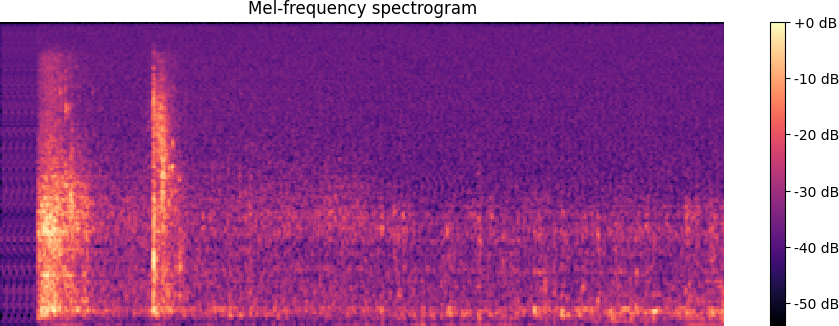 Mel-frequency spectrogram
+0 dB
-10 dB
-20 dB
-30 dB
-40 dB
-50 dB